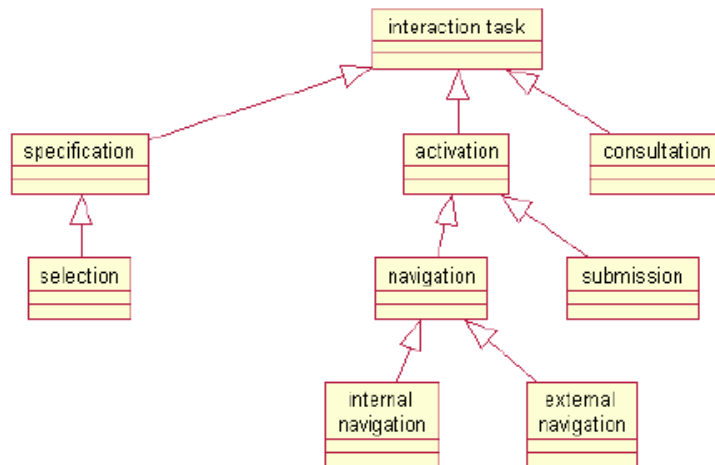 interaction task
specification
activation
consultation
selection
navigation
submission
internal
navigation
external
navigation